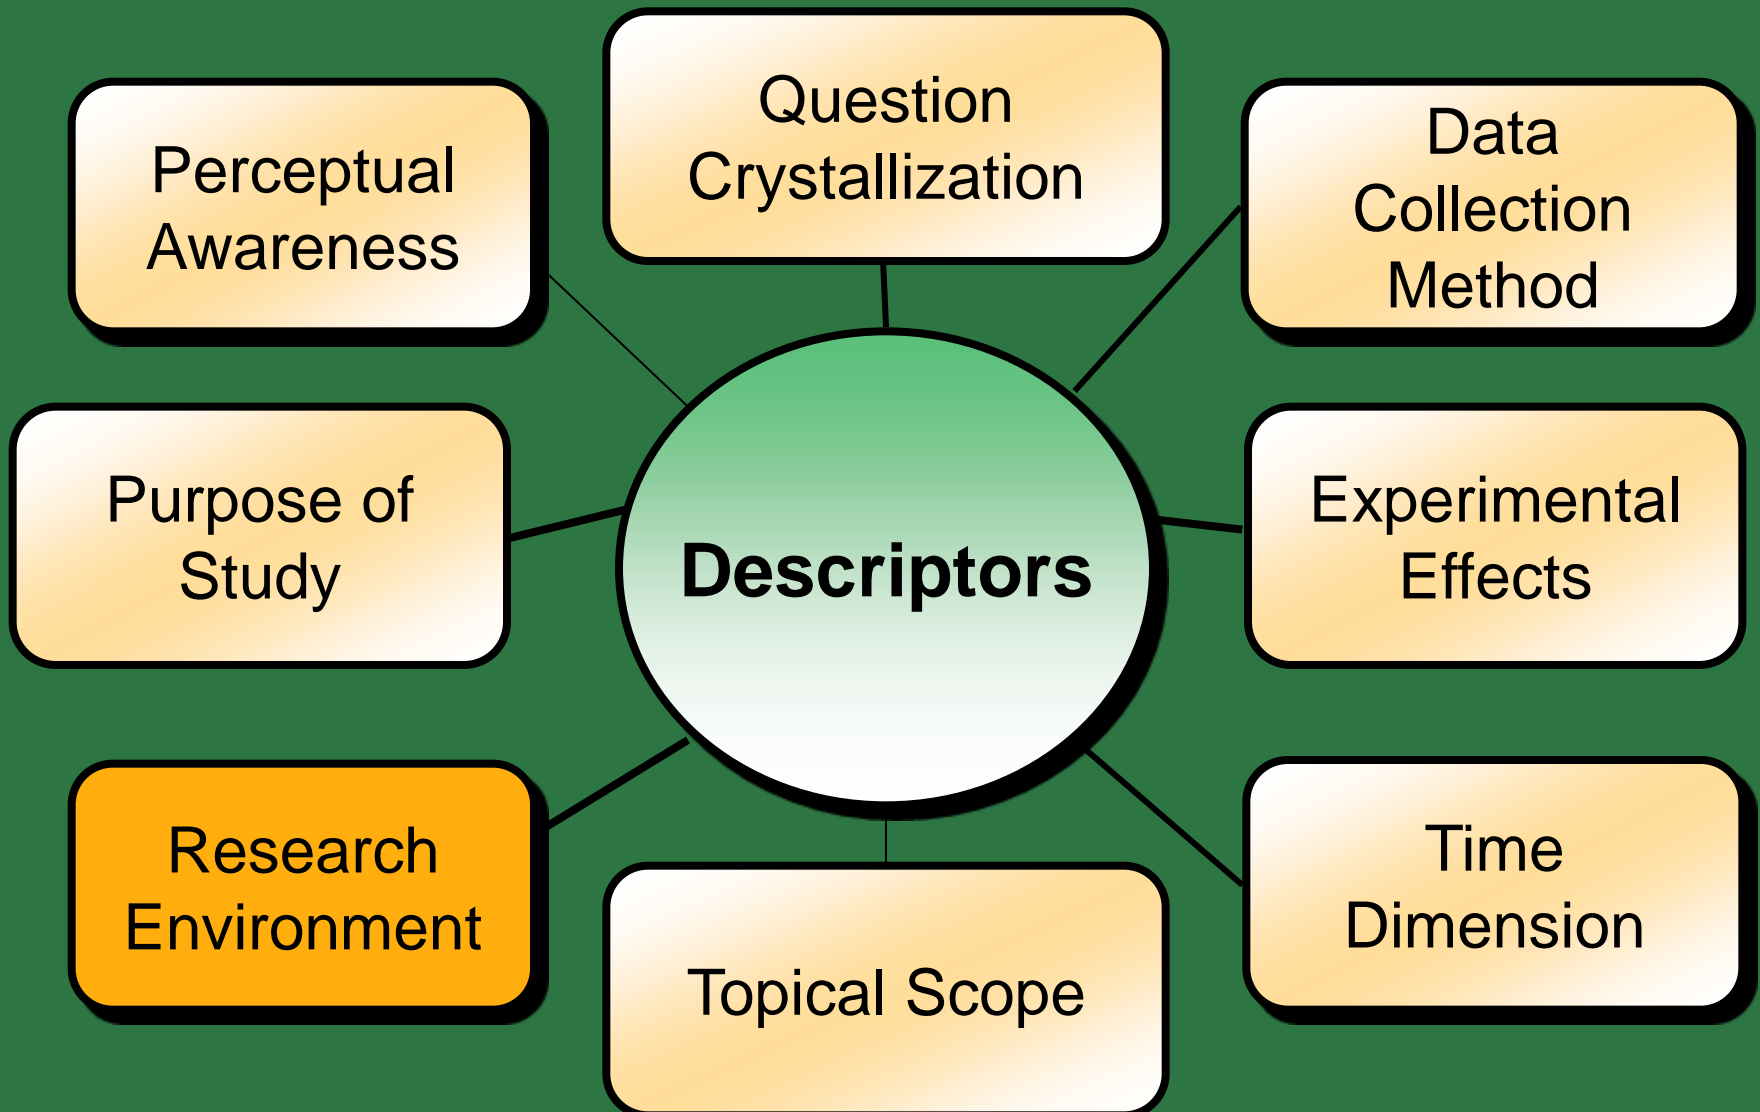 Question
Crystallization
Perceptual
Awareness
Data
Collection
Method
Purpose of
Study
Descriptors
Experimental
Effects
Research
Environment
Time
Dimension
Topical Scope